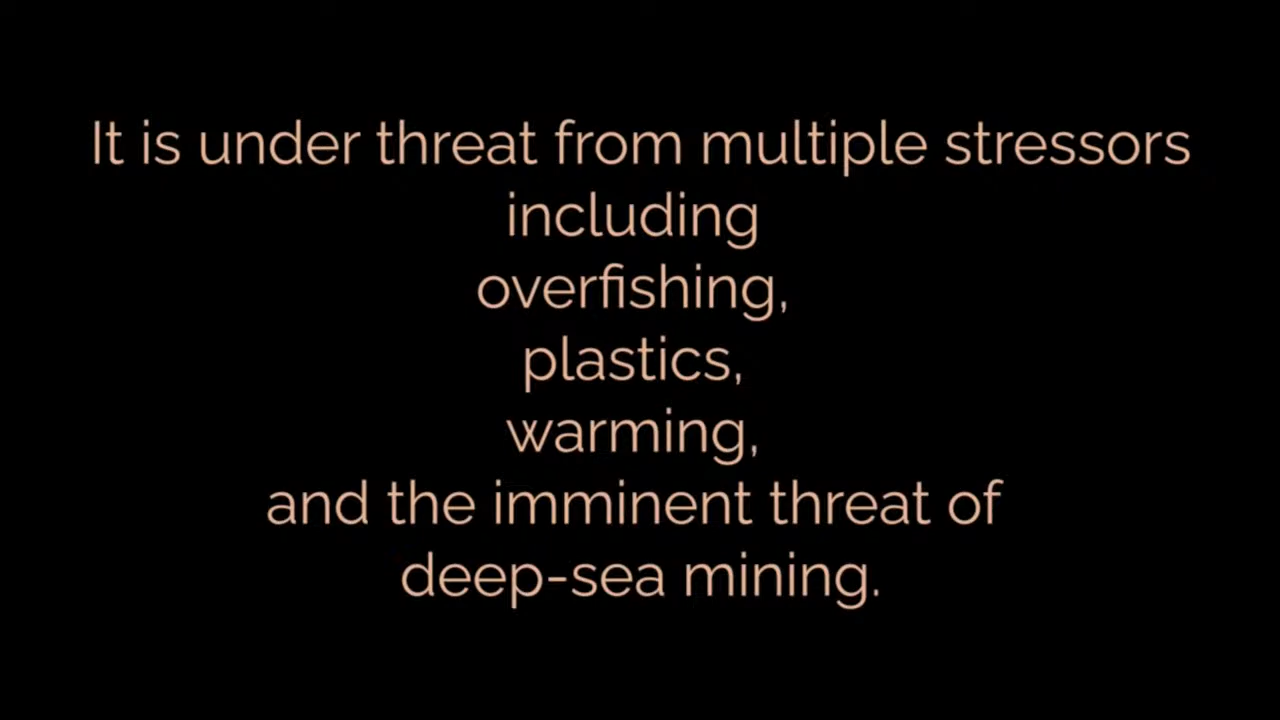 It is under threat from multiple stressors
including
overfishing,
plastics,
warming,
and the imminent threat of
deep-sea mining.